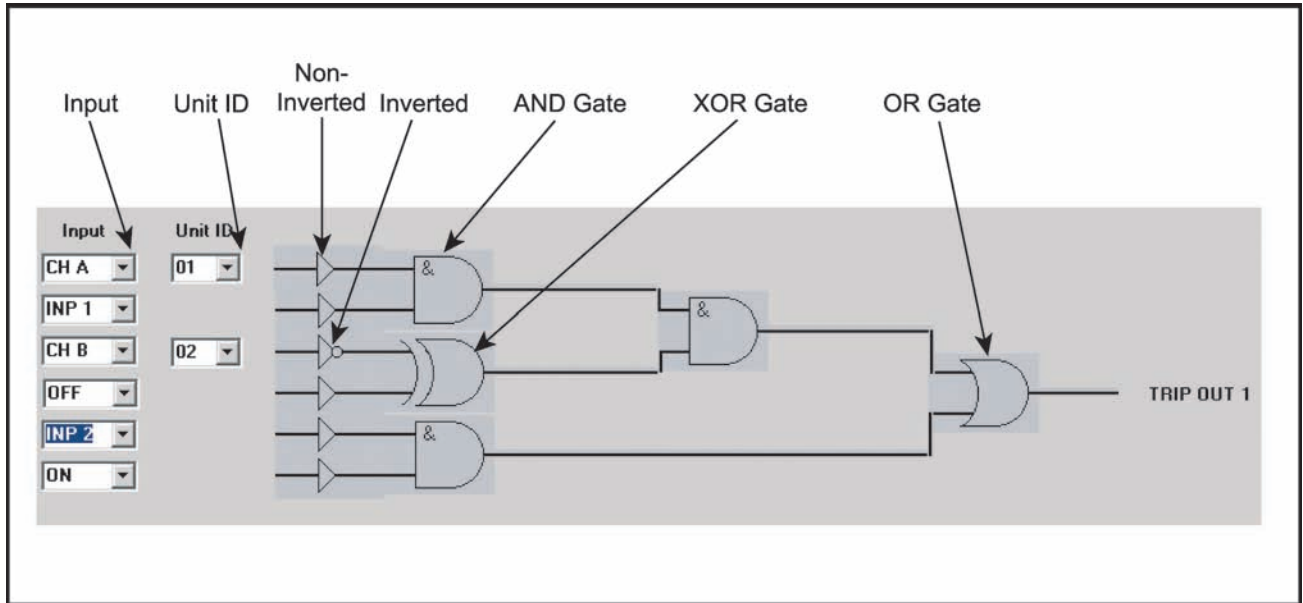 Non-
Input Unit ID Inverted Inverted AND Gate XOR Gate OR Gate
Input Unit ID
CH A 01
&
INP 1
&
CH B 02
OFF
TRIP OUT 1
INP 2
&
ON